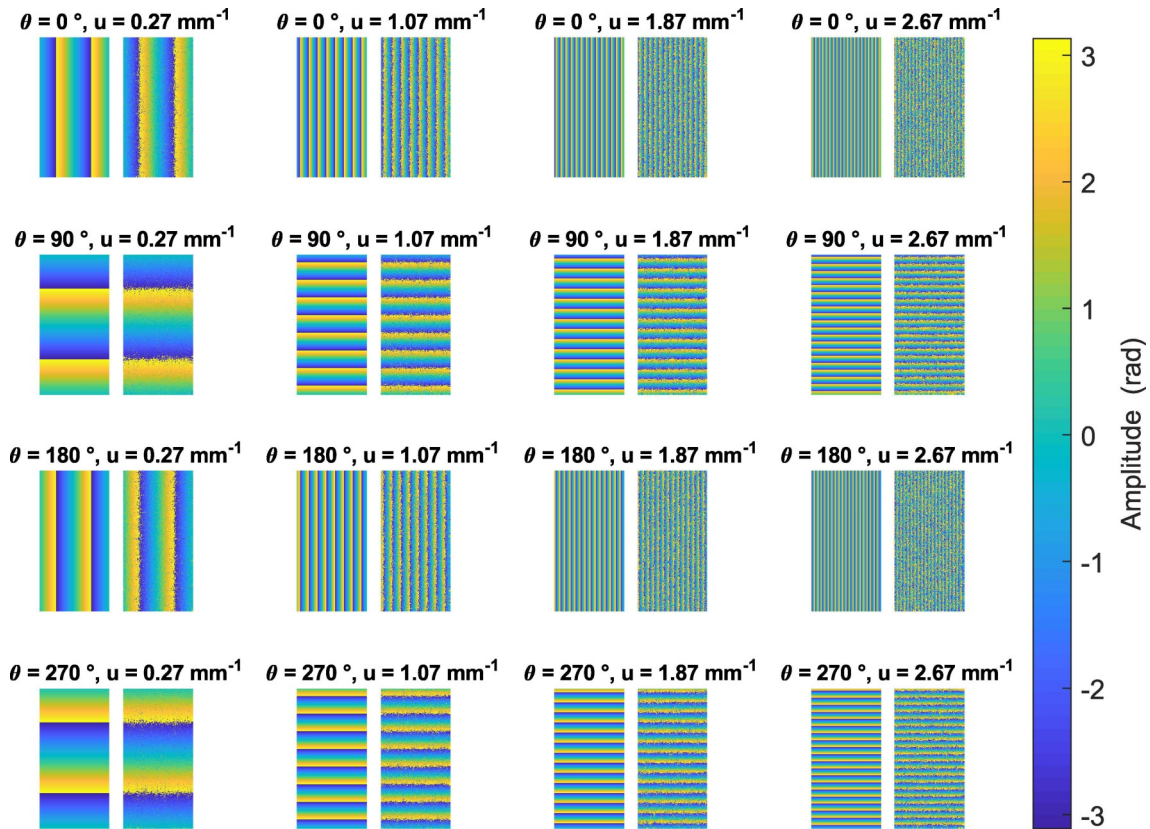 θ = 0 °, u = 0.27 mm⁻¹
θ = 0 °, u = 1.07 mm⁻¹
θ = 0 °, u = 1.87 mm⁻¹
θ = 0 °, u = 2.67 mm⁻¹
θ = 90 °, u = 0.27 mm⁻¹
θ = 90 °, u = 1.07 mm⁻¹
θ = 90 °, u = 1.87 mm⁻¹
θ = 90 °, u = 2.67 mm⁻¹
θ = 180 °, u = 0.27 mm⁻¹
θ = 180 °, u = 1.07 mm⁻¹
θ = 180 °, u = 1.87 mm⁻¹
θ = 180 °, u = 2.67 mm⁻¹
θ = 270 °, u = 0.27 mm⁻¹
θ = 270 °, u = 1.07 mm⁻¹
θ = 270 °, u = 1.87 mm⁻¹
θ = 270 °, u = 2.67 mm⁻¹
3
2
1
0
-1
-2
-3
Amplitude (rad)